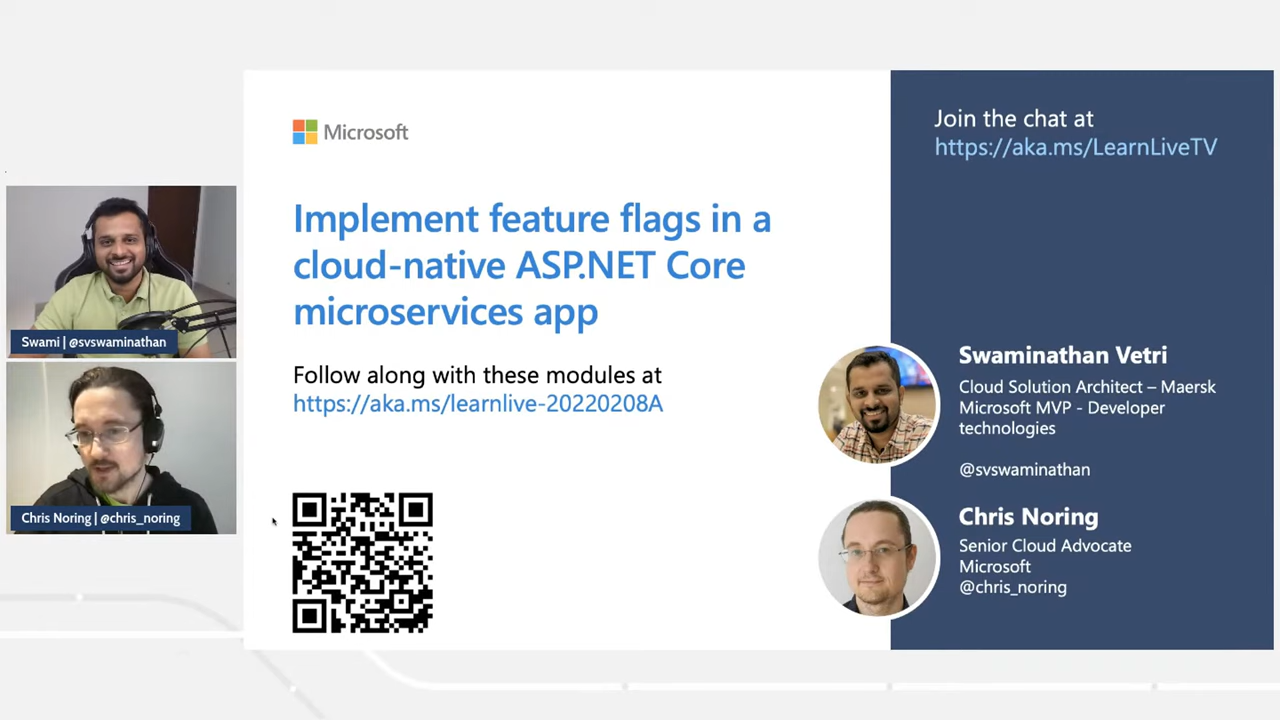 Microsoft
Implement feature flags in a
cloud-native ASP.NET Core
microservices app
Follow along with these modules at
https://aka.ms/learnlive-20220208A
Join the chat at
https://aka.ms/LearnLiveTV
Swaminathan Vetri
Cloud Solution Architect – Maersk
Microsoft MVP - Developer
technologies
@svswaminathan
Chris Noring
Senior Cloud Advocate
Microsoft
@chris_noring
Swami | @svswaminathan
Chris Noring | @chris_noring